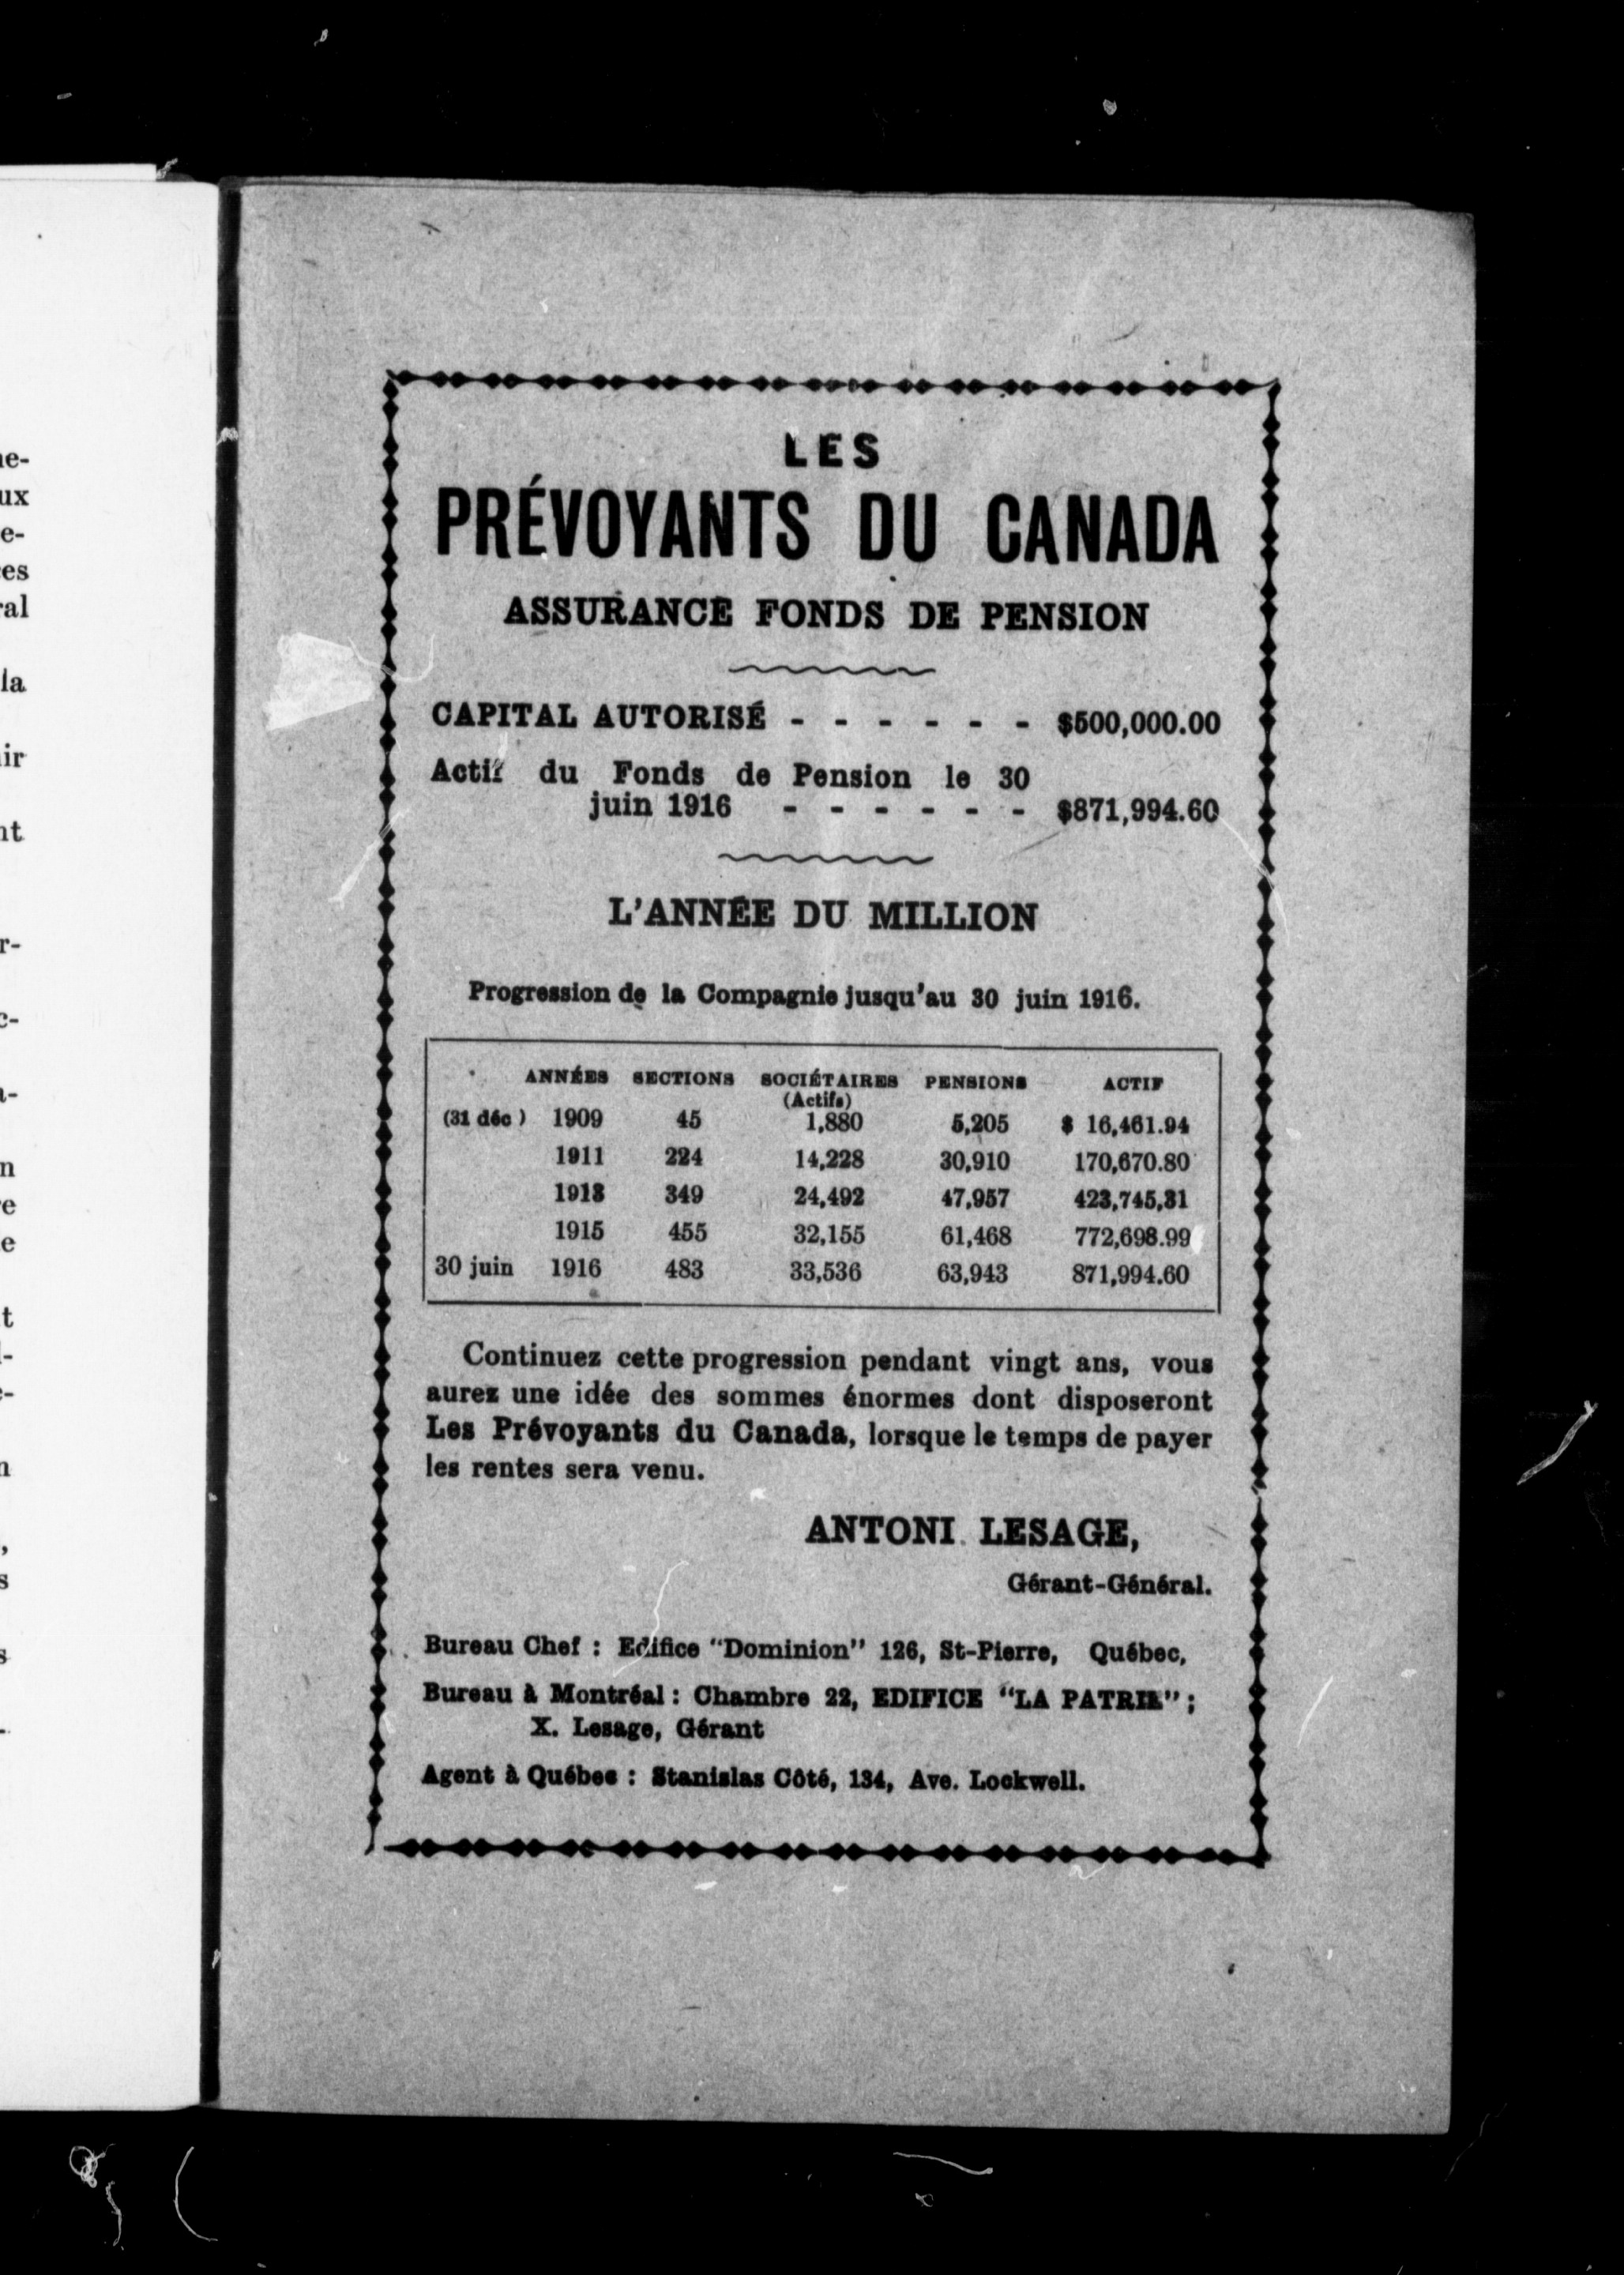 LES
PRÉVOYANTS DU CANADA
ASSURANCE FONDS DE PENSION
CAPITAL AUTORISÉ - - - - - - $500,000.00
Actif du Fonds de Pension le 30
juin 1916 - - - - - - $871,994.60
L'ANNÉE DU MILLION
Progression de la Compagnie jusqu'au 30 juin 1916.
ANNÉES SECTIONS SOCIÉTAIRES PENSIONS ACTIF
(Actifs)
(31 déc) 1909 45 1,880 5,205 $ 16,461.94
1911 224 14,228 30,910 170,670.80
1913 349 24,492 47,957 423,745,31
1915 455 32,155 61,468 772,698.99
30 juin 1916 483 33,536 63,943 871,994.60
Continuez cette progression pendant vingt ans, vous
aurez une idée des sommes énormes dont disposeront
Les Prévoyants du Canada, lorsque le temps de payer
les rentes sera venu.
ANTONI LESAGE,
Gérant-Général.
Bureau Chef : Edifice "Dominion" 126, St-Pierre, Québec,
Bureau à Montréal : Chambre 22, EDIFICE "LA PATRIE" ;
X. Lesage, Gérant
Agent à Québec : Stanislas Côté, 134, Ave. Lockwell.